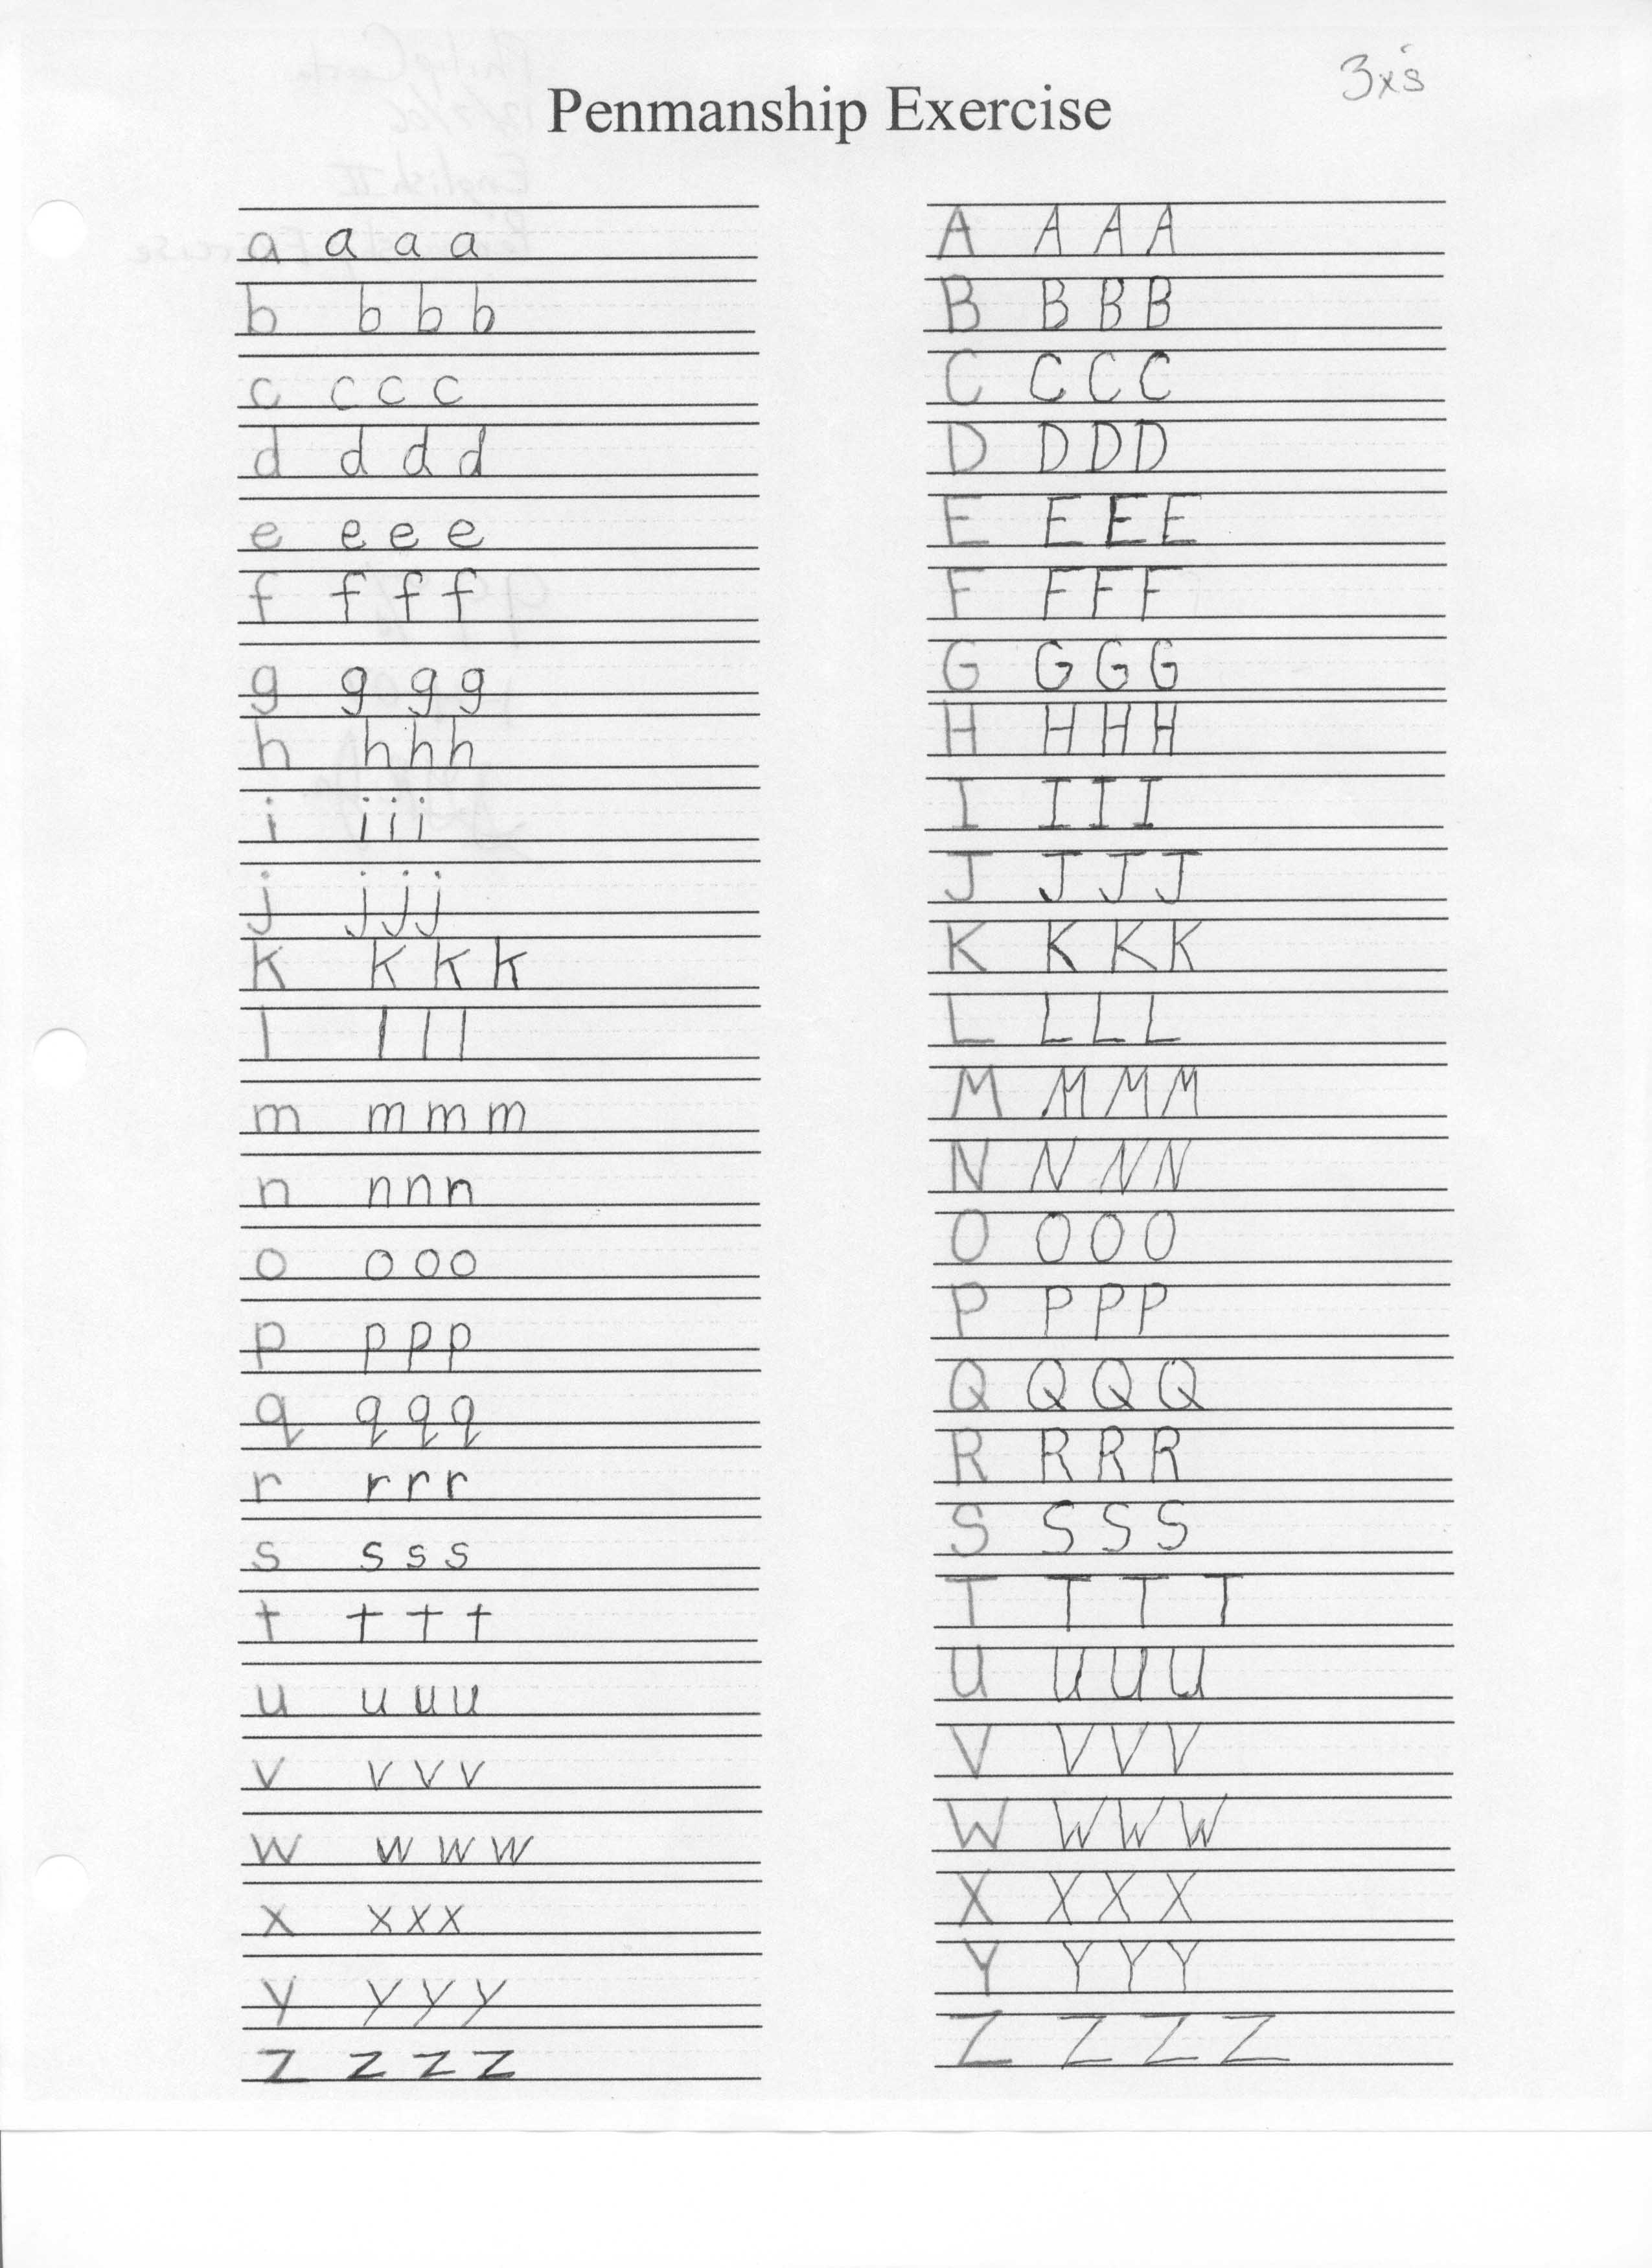 3x's
Penmanship Exercise
a a a a
b b b b
c c c c
d d d d
e e e e
f f f f
g g g g
h h h h
i i i i
j j j j
k k k k
l l l l
m m m m
n n n n
o o o o
p p p p
q q q q
r r r r
s s s s
t t t t
u u u u
v v v v
w w w w
x x x x
y y y y
z z z z
A A A A
B B B B
C C C C
D D D D
E E E E
F F F F
G G G G
H H H H
I I I I
J J J J
K K K K
L L L L
M M M M
N N N N
O O O O
P P P P
Q Q Q Q
R R R R
S S S S
T T T T
U U U U
V V V V
W W W W
X X X X
Y Y Y Y
Z Z Z Z